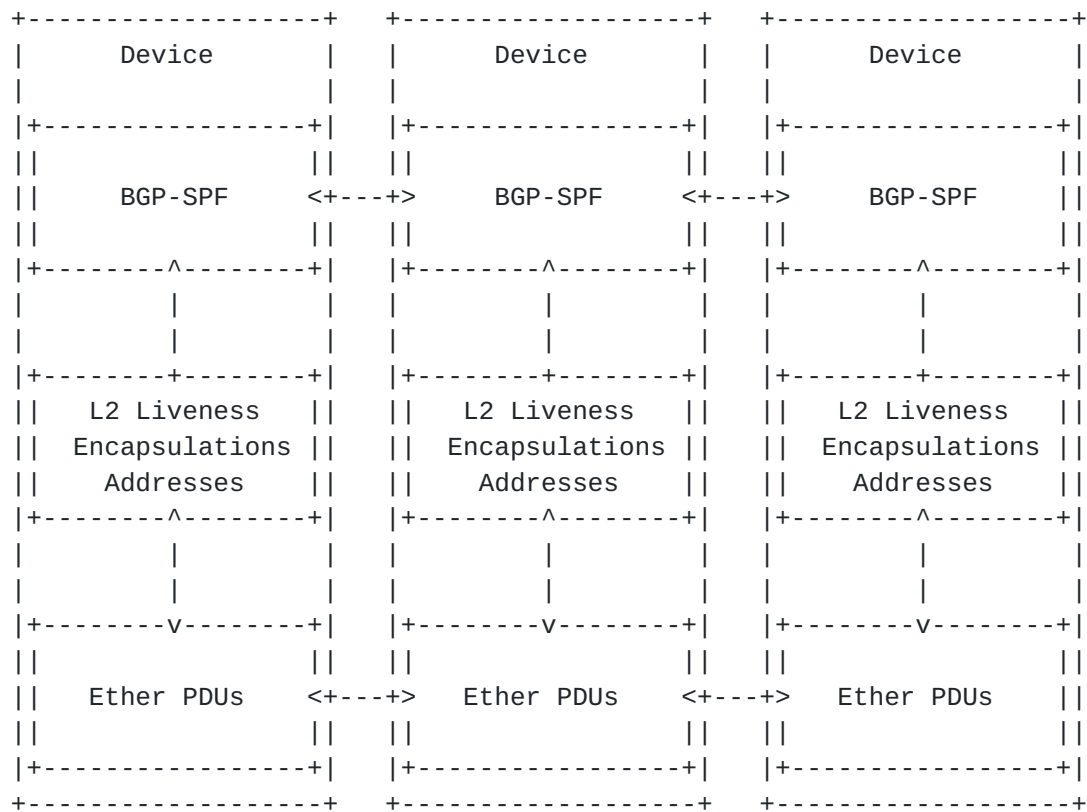 +-------------------+   +-------------------+   +-------------------+
|      Device       |   |      Device       |   |      Device       |
|                   |   |                   |   |                   |
|+-----------------+|   |+-----------------+|   |+-----------------+|
||                 ||   ||                 ||   ||                 ||
||     BGP-SPF     <+---+>     BGP-SPF     <+---+>     BGP-SPF     ||
||                 ||   ||                 ||   ||                 ||
|+--------^--------+|   |+--------^--------+|   |+--------^--------+|
|         |         |   |         |         |   |         |         |
|         |         |   |         |         |   |         |         |
|+--------+--------+|   |+--------+--------+|   |+--------+--------+|
||   L2 Liveness   ||   ||   L2 Liveness   ||   ||   L2 Liveness   ||
||  Encapsulations ||   ||  Encapsulations ||   ||  Encapsulations ||
||    Addresses    ||   ||    Addresses    ||   ||    Addresses    ||
|+--------^--------+|   |+--------^--------+|   |+--------^--------+|
|         |         |   |         |         |   |         |         |
|         |         |   |         |         |   |         |         |
|+--------v--------+|   |+--------v--------+|   |+--------v--------+|
||                 ||   ||                 ||   ||                 ||
||   Ether PDUs    <+---+>   Ether PDUs    <+---+>   Ether PDUs    ||
||                 ||   ||                 ||   ||                 ||
|+-----------------+|   |+-----------------+|   |+-----------------+|
+-------------------+   +-------------------+   +-------------------+